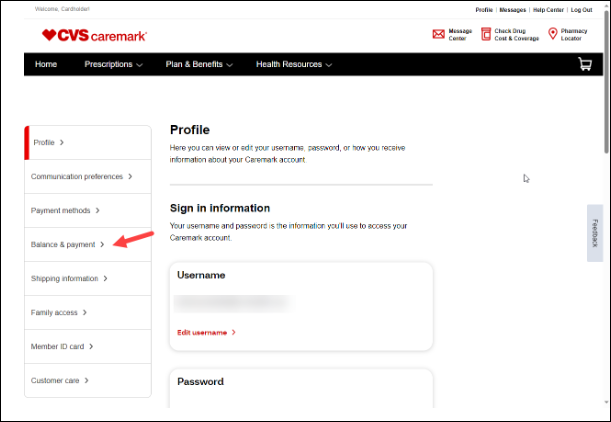 Welcome, Cardholder!
Profile | Messages | Help Center | Log Out
CVS caremark
Message Center
Check Drug Cost & Coverage
Pharmacy Locator
Home Prescriptions Plan & Benefits Health Resources
Profile
Communication preferences
Payment methods
Balance & payment
Shipping information
Family access
Member ID card
Customer care
Profile
Here you can view or edit your username, password, or how you receive
information about your Caremark account.
Sign in information
Your username and password is the information you'll use to access your
Caremark account.
Username
Edit username
Password
Feedback